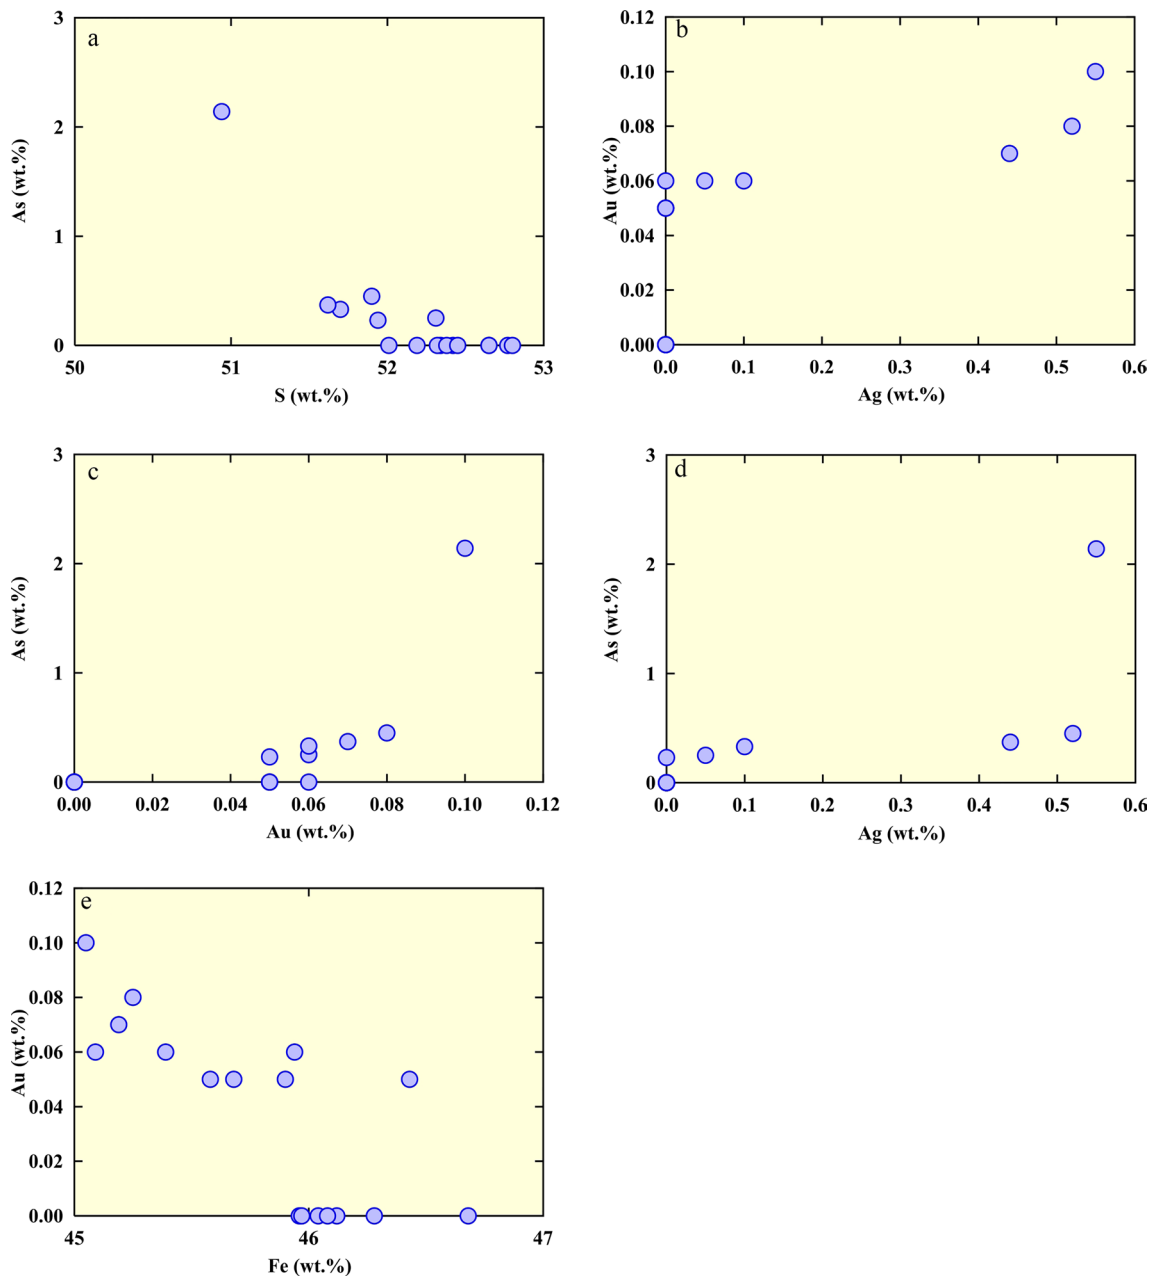 a
3
2
1
0
As (wt.%)
50 51 52 53
S (wt.%)
b
0.12
0.10
0.08
0.06
0.04
0.02
0.00
Au (wt.%)
0.0 0.1 0.2 0.3 0.4 0.5 0.6
Ag (wt.%)
c
3
2
1
0
As (wt.%)
0.00 0.02 0.04 0.06 0.08 0.10 0.12
Au (wt.%)
d
3
2
1
0
As (wt.%)
0.0 0.1 0.2 0.3 0.4 0.5 0.6
Ag (wt.%)
e
0.12
0.10
0.08
0.06
0.04
0.02
0.00
Au (wt.%)
45 46 47
Fe (wt.%)